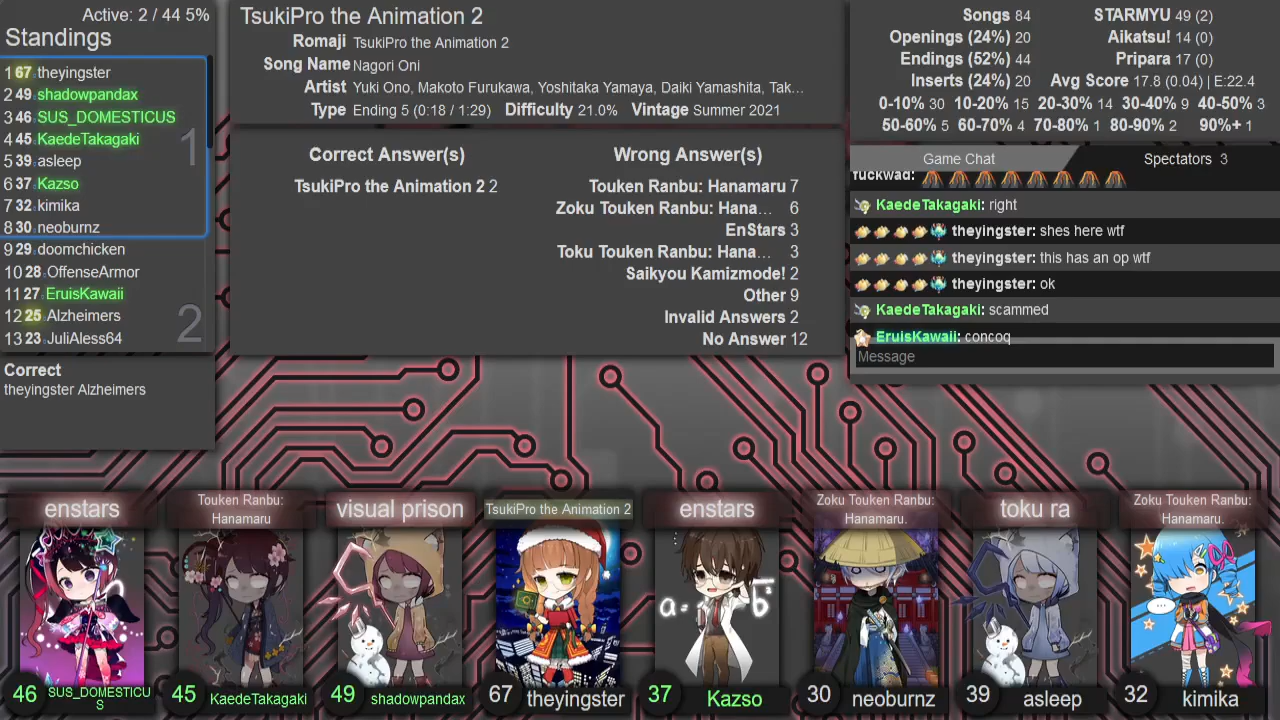 Active: 2 / 44 5%
Standings
1 67 theyingster
2 49 shadowpandax
3 46 SUS_DOMESTICUS
4 45 KaedeTakagaki
5 39 asleep
6 37 Kazso
7 32 kimika
8 30 neoburnz
9 29 doomchicken
10 28 OffenseArmor
11 27 EruisKawaii
12 25 Alzheimers
13 23 JuliAless64
1
2
Correct
theyingster Alzheimers
TsukiPro the Animation 2
Romaji TsukiPro the Animation 2
Song Name Nagori Oni
Artist Yuki Ono, Makoto Furukawa, Yoshitaka Yamaya, Daiki Yamashita, Tak...
Type Ending 5 (0:18 / 1:29) Difficulty 21.0% Vintage Summer 2021
Correct Answer(s)
TsukiPro the Animation 2 2
Wrong Answer(s)
Touken Ranbu: Hanamaru 7
Zoku Touken Ranbu: Hana... 6
EnStars 3
Toku Touken Ranbu: Hana... 3
Saikyou Kamizmode! 2
Other 9
Invalid Answers 2
No Answer 12
Songs 84 STARMYU 49 (2)
Openings (24%) 20 Aikatsu! 14 (0)
Endings (52%) 44 Pripara 17 (0)
Inserts (24%) 20 Avg Score 17.8 (0.04) | E:22.4
0-10% 30 10-20% 15 20-30% 14 30-40% 9 40-50% 3
50-60% 5 60-70% 4 70-80% 1 80-90% 2 90%+ 1
Game Chat Spectators 3
fuckwad:
KaedeTakagaki: right
theyingster: shes here wtf
theyingster: this has an op wtf
theyingster: ok
KaedeTakagaki: scammed
EruisKawaii: concoq
Message
enstars
Touken Ranbu:
Hanamaru
visual prison
TsukiPro the Animation 2
enstars
Zoku Touken Ranbu:
Hanamaru.
toku ra
Zoku Touken Ranbu:
Hanamaru.
a= b
...
46 SUS_DOMESTICU
S
45 KaedeTakagaki
49 shadowpandax
67 theyingster
37 Kazso
30 neoburnz
39 asleep
32 kimika